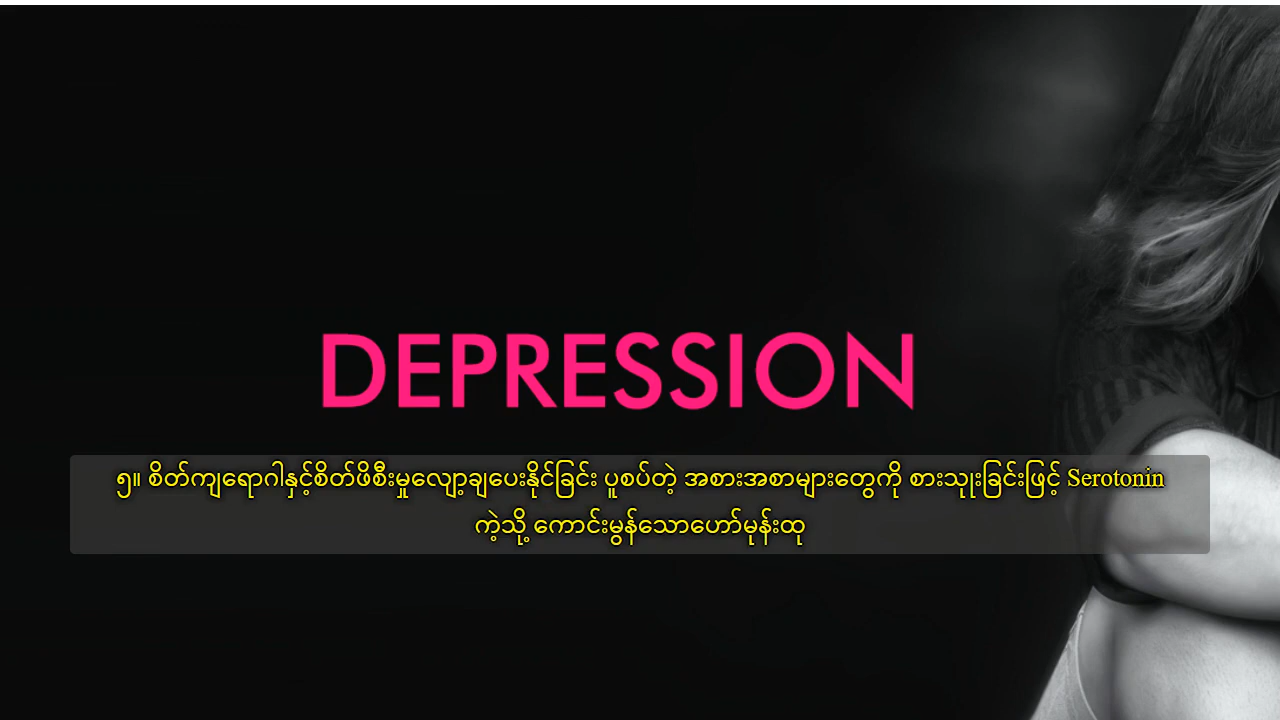 DEPRESSION
၅။ စိတ်ကျရောဂါနှင့်စိတ်ဖိစီးမှုလျော့ချပေးနိုင်ခြင်း ပူစပ်တဲ့ အစားအစာများတွေကို စားသုးခြင်းဖြင့် Serotonin
ကဲ့သို့ ကောင်းမွန်သောဟော်မုန်းထု